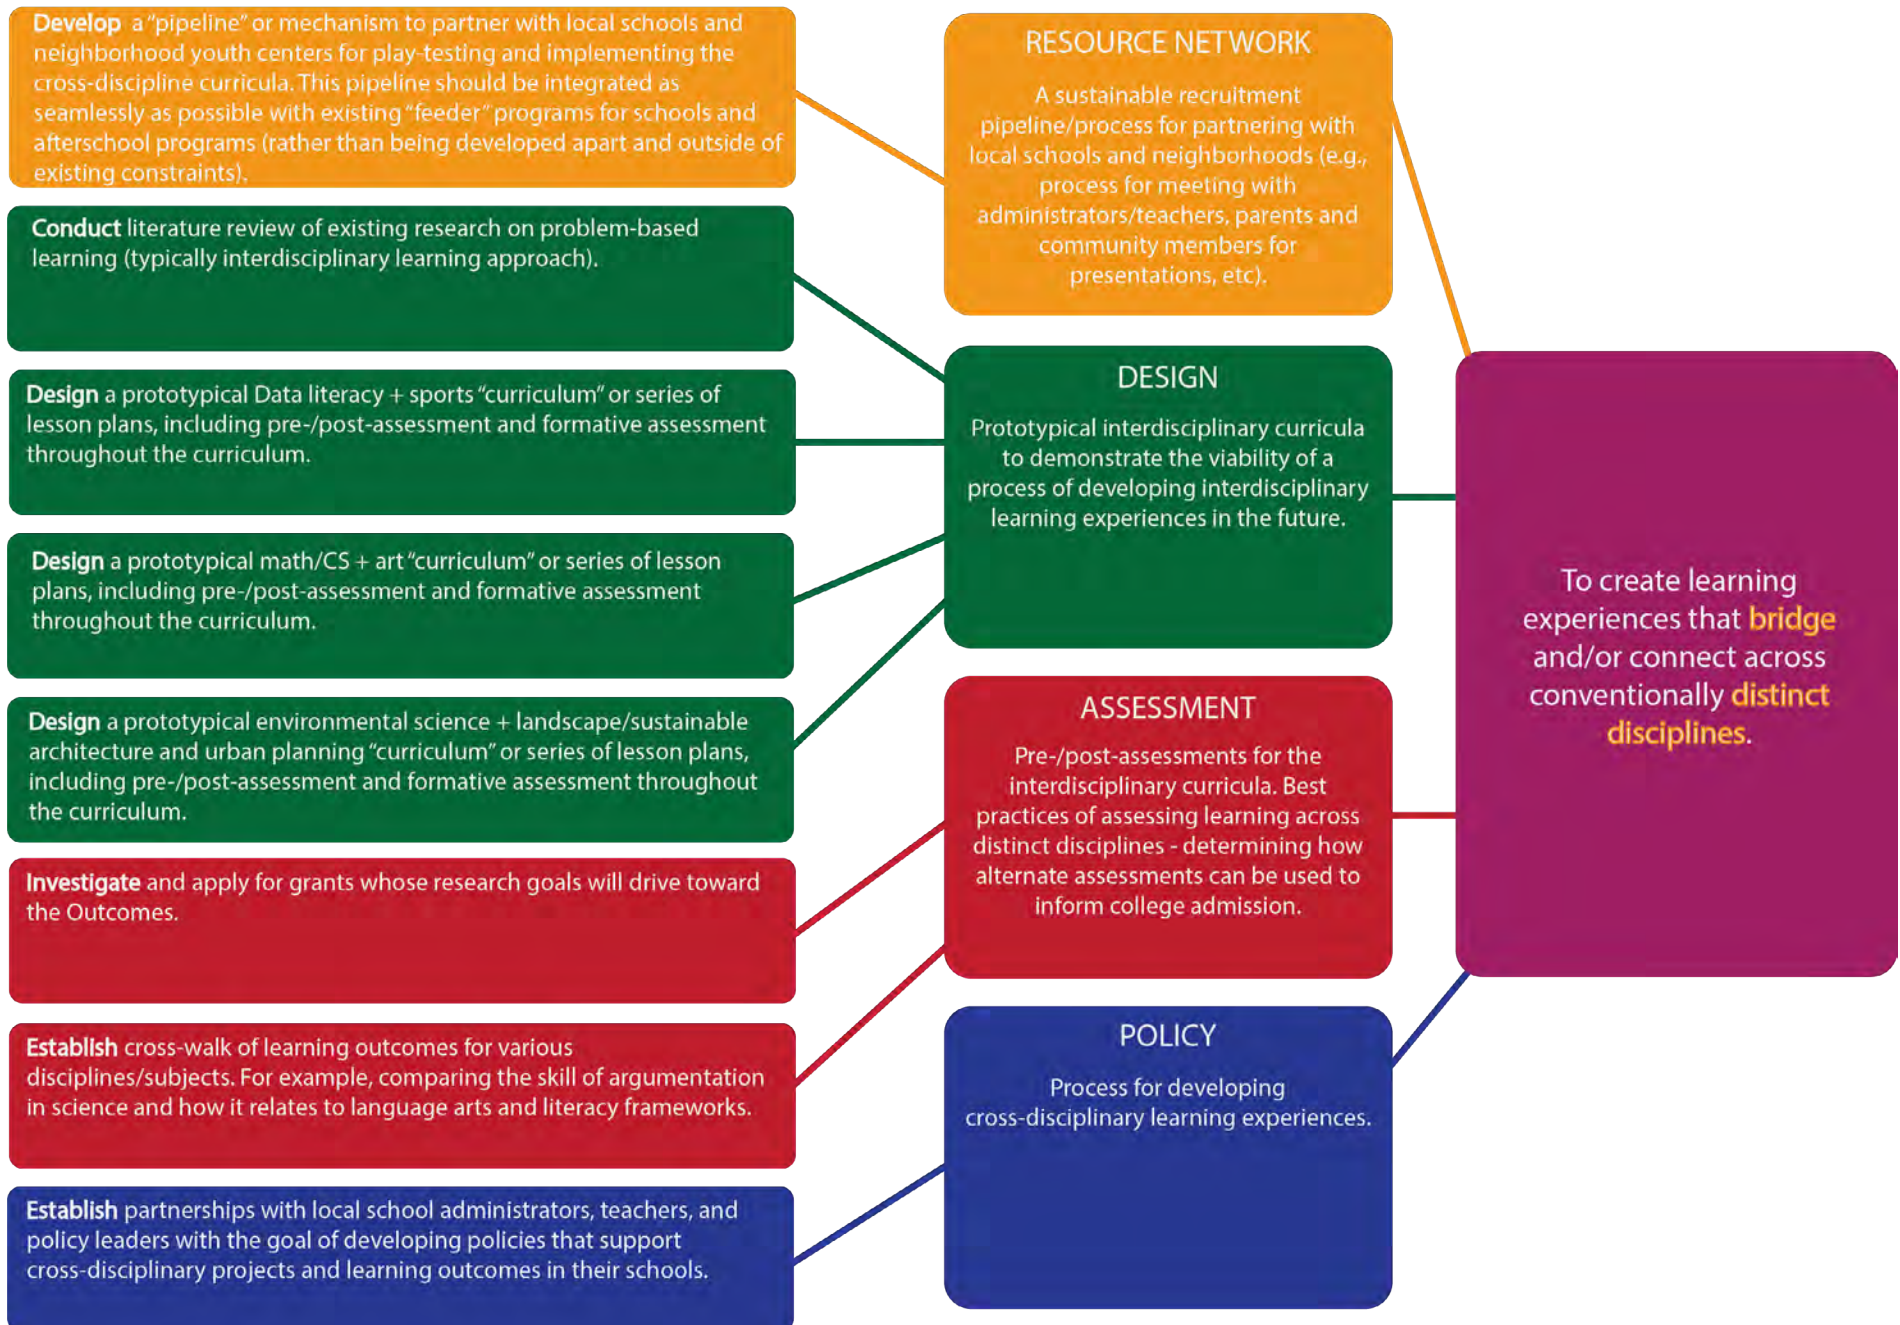 Develop a “pipeline” or mechanism to partner with local schools and
neighborhood youth centers for play-testing and implementing the
cross-discipline curricula. This pipeline should be integrated as
seamlessly as possible with existing “feeder” programs for schools and
afterschool programs (rather than being developed apart and outside of
existing constraints).
Conduct literature review of existing research on problem-based
learning (typically interdisciplinary learning approach).
Design a prototypical Data literacy + sports “curriculum” or series of
lesson plans, including pre-/post-assessment and formative assessment
throughout the curriculum.
Design a prototypical math/CS + art “curriculum” or series of lesson
plans, including pre-/post-assessment and formative assessment
throughout the curriculum.
Design a prototypical environmental science + landscape/sustainable
architecture and urban planning “curriculum” or series of lesson plans,
including pre-/post-assessment and formative assessment throughout
the curriculum.
Investigate and apply for grants whose research goals will drive toward
the Outcomes.
Establish cross-walk of learning outcomes for various
disciplines/subjects. For example, comparing the skill of argumentation
in science and how it relates to language arts and literacy frameworks.
Establish partnerships with local school administrators, teachers, and
policy leaders with the goal of developing policies that support
cross-disciplinary projects and learning outcomes in their schools.
RESOURCE NETWORK
A sustainable recruitment
pipeline/process for partnering with
local schools and neighborhoods (e.g.,
process for meeting with
administrators/teachers, parents and
community members for
presentations, etc).
DESIGN
Prototypical interdisciplinary curricula
to demonstrate the viability of a
process of developing interdisciplinary
learning experiences in the future.
ASSESSMENT
Pre-/post-assessments for the
interdisciplinary curricula. Best
practices of assessing learning across
distinct disciplines - determining how
alternate assessments can be used to
inform college admission.
POLICY
Process for developing
cross-disciplinary learning experiences.
To create learning
experiences that bridge
and/or connect across
conventionally distinct
disciplines.